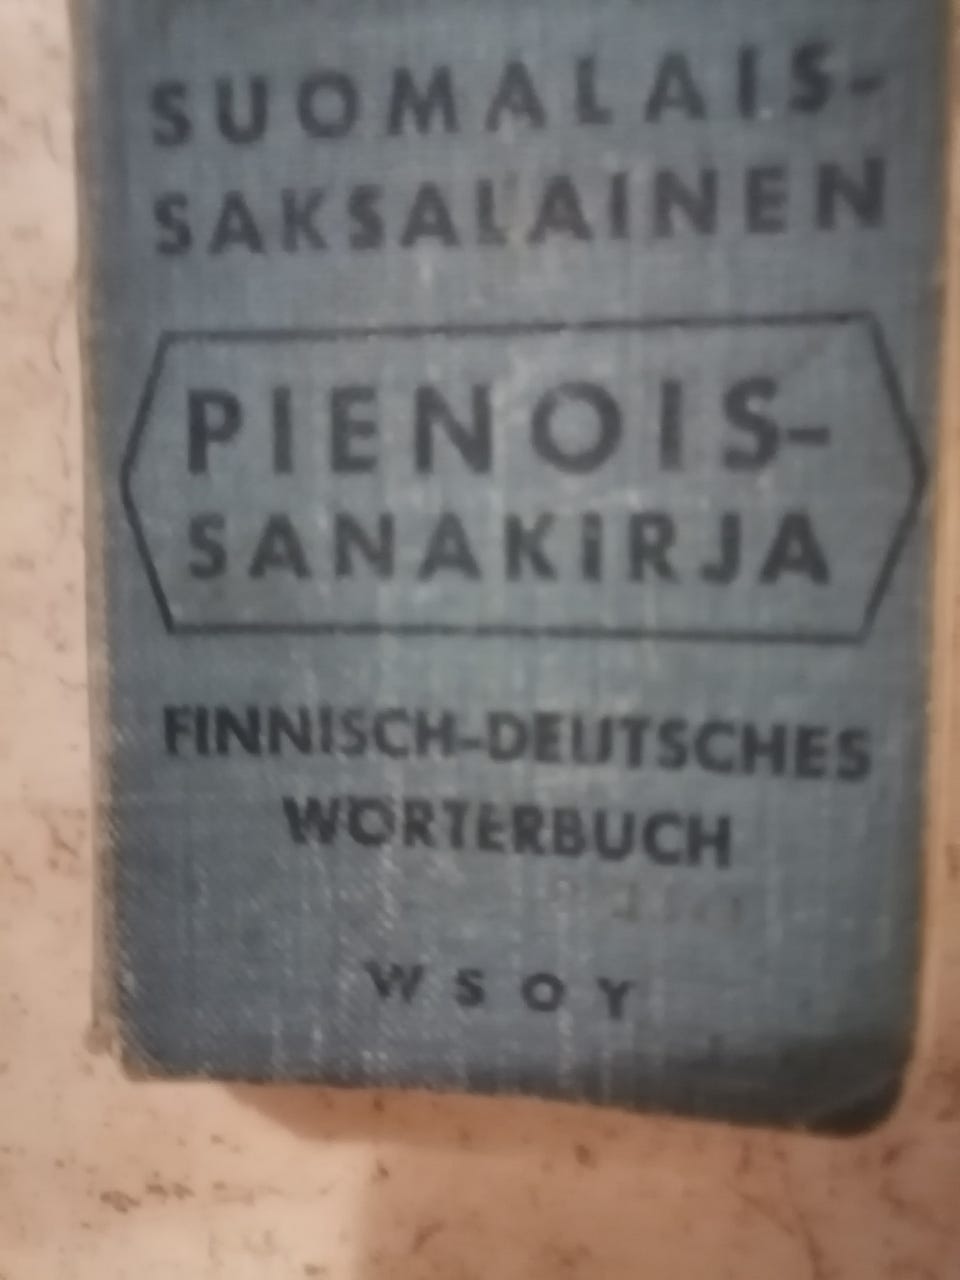 SUOMALAIS-
SAKSALAINEN
PIENOIS-
SANAKIRJA
FINNISCH-DEUTSCHES
WÖRTERBUCH
WSOY